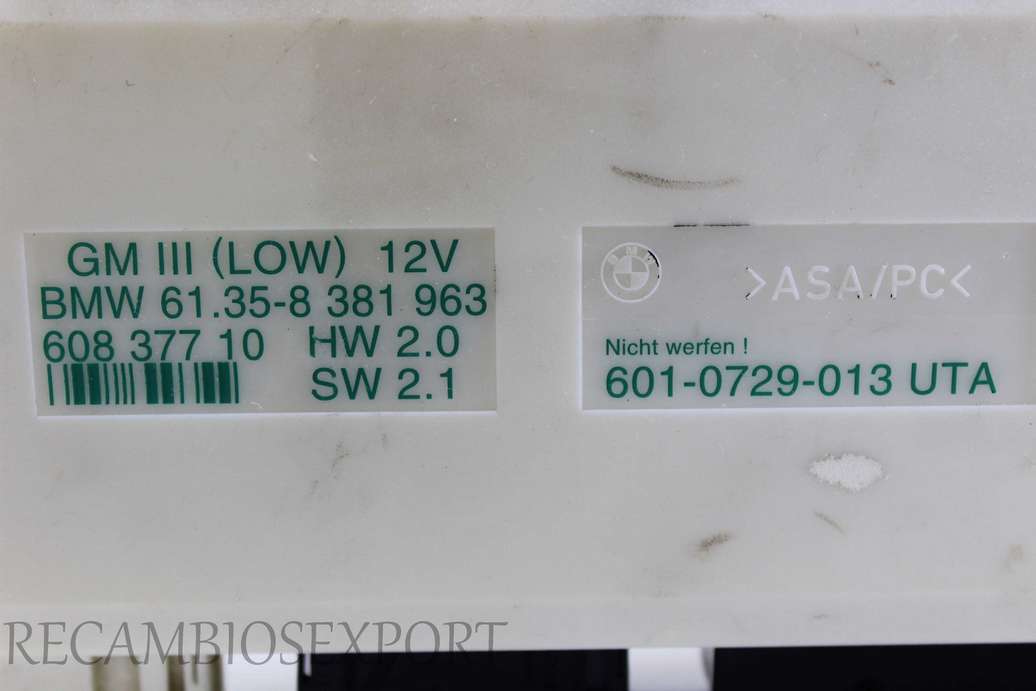 GM III (LOW) 12V
BMW 61.35-8 381 963
608 377 10 HW 2.0
SW 2.1
BMW
>ASA/PC<
Nicht werfen !
601-0729-013 UTA
RECAMBIOSEXPORT